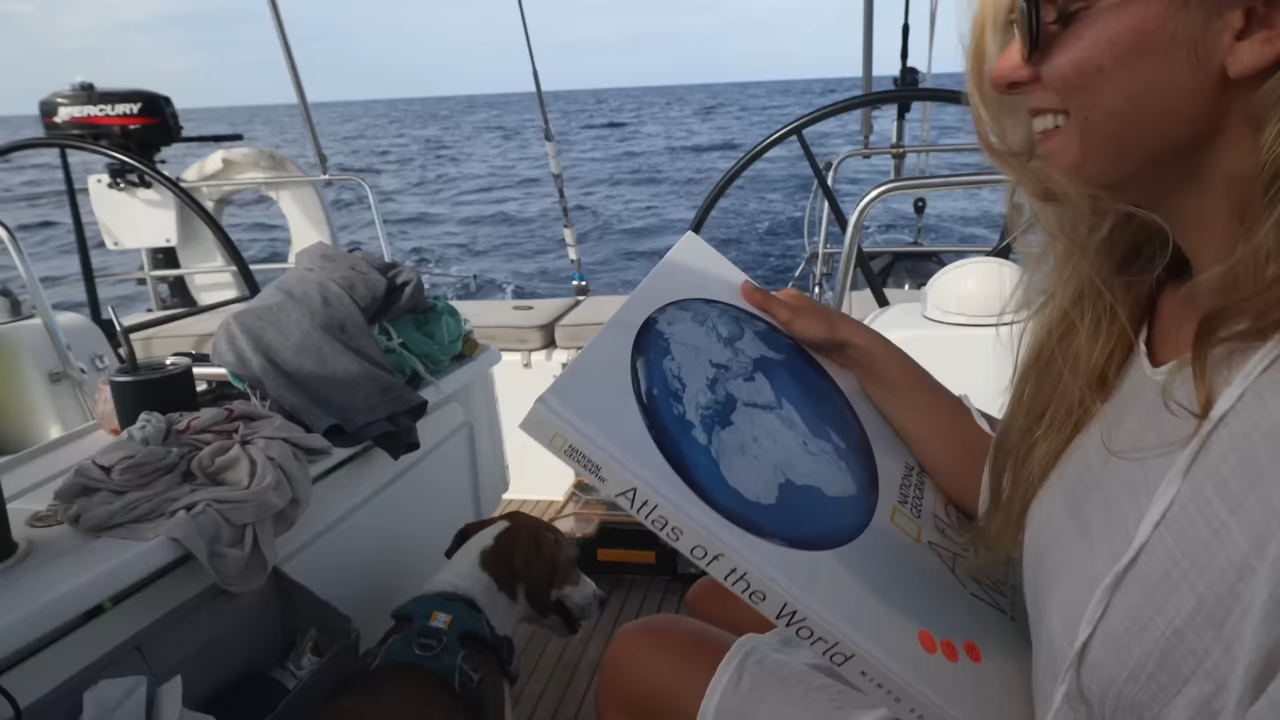 MERCURY
NATIONAL
GEOGRAPHIC
Atlas of the World
NATIONAL
GEOGRAPHIC